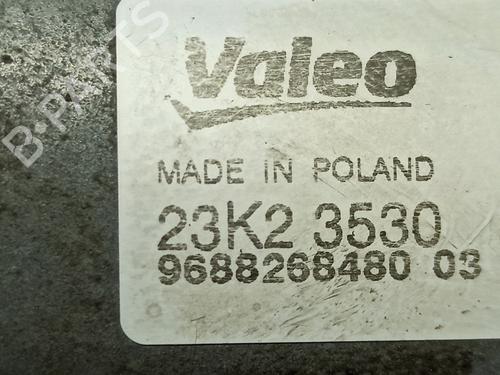 B-PARTS
Valeo
MADE IN POLAND
23K2 3530
9688268480 03